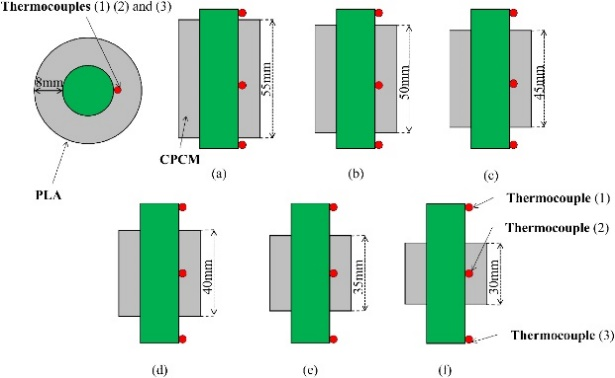 Thermocouples (1) (2) and (3)
8mm
PLA
CPCM
55mm
(a)
50mm
(b)
45mm
(c)
40mm
(d)
35mm
(e)
30mm
(f)
Thermocouple (1)
Thermocouple (2)
Thermocouple (3)